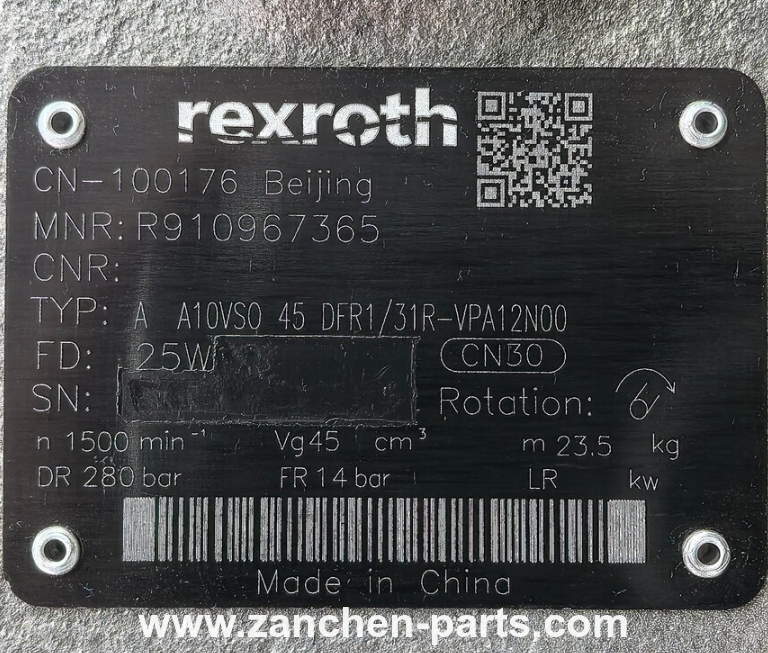 rexroth
CN-100176 Beijing
MNR: R910967365
CNR:
TYP: A A10VSO 45 DFR1/31R-VPA12N00
FD: 25W
CN30
SN:
Rotation:
n 1500 min⁻¹ Vg 45 cm³ m 23.5 kg
DR 280 bar FR 14 bar LR kw
Made in China
www.zanchen-parts.com